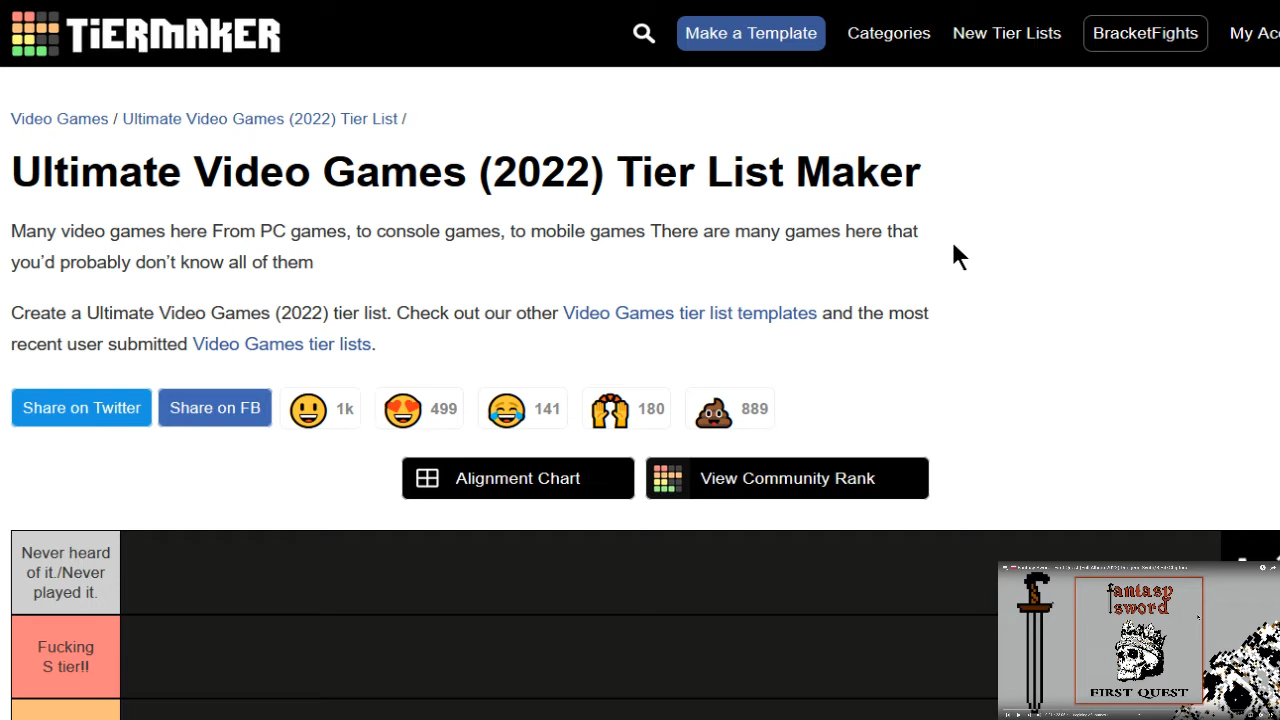 TiERMAKER
Make a Template
Categories
New Tier Lists
BracketFights
My Acc
Video Games / Ultimate Video Games (2022) Tier List /
Ultimate Video Games (2022) Tier List Maker
Many video games here From PC games, to console games, to mobile games There are many games here that
you’d probably don’t know all of them
Create a Ultimate Video Games (2022) tier list. Check out our other Video Games tier list templates and the most
recent user submitted Video Games tier lists.
Share on Twitter
Share on FB
1k
499
141
180
889
Alignment Chart
View Community Rank
Never heard
of it./Never
played it.
Fucking
S tier!!
fantasy
sword
FIRST QUEST